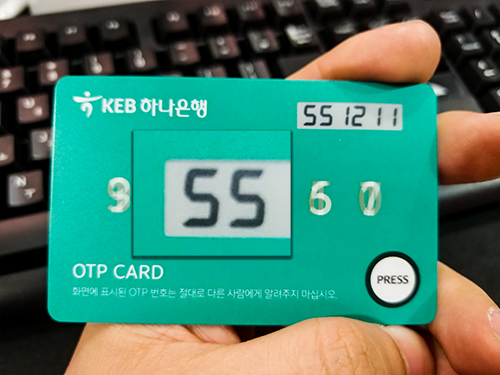 KEB 하나은행
551211
9 55 6 0
OTP CARD
PRESS
화면에 표시된 OTP 번호는 절대로 다른 사람에게 알려주지 마십시오.